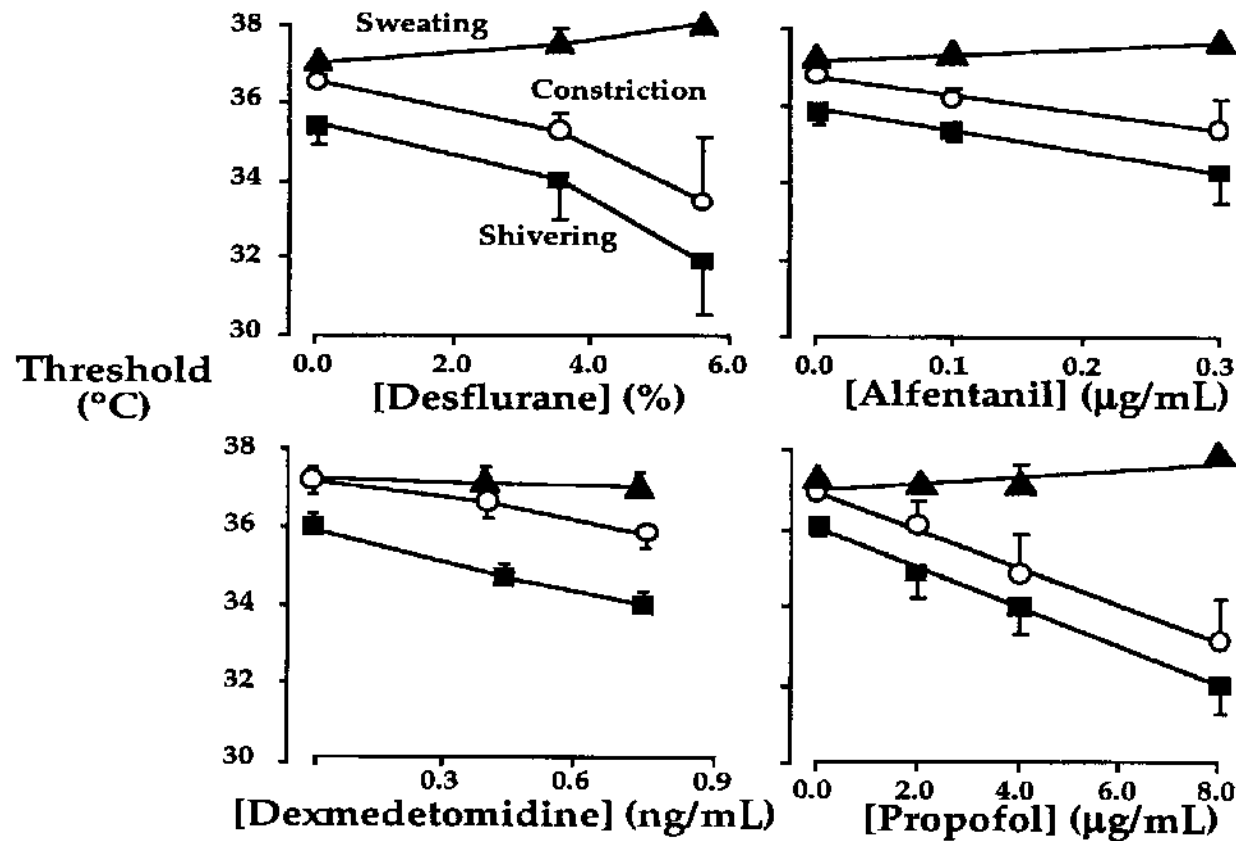 38
Sweating
36
Constriction
34
Shivering
32
30
Threshold
(°C)
0.0 2.0 4.0 6.0
[Desflurane] (%)
0.0 0.1 0.2 0.3
[Alfentanil] (μg/mL)
38
36
34
32
30
0.3 0.6 0.9
[Dexmedetomidine] (ng/mL)
0.0 2.0 4.0 6.0 8.0
[Propofol] (μg/mL)